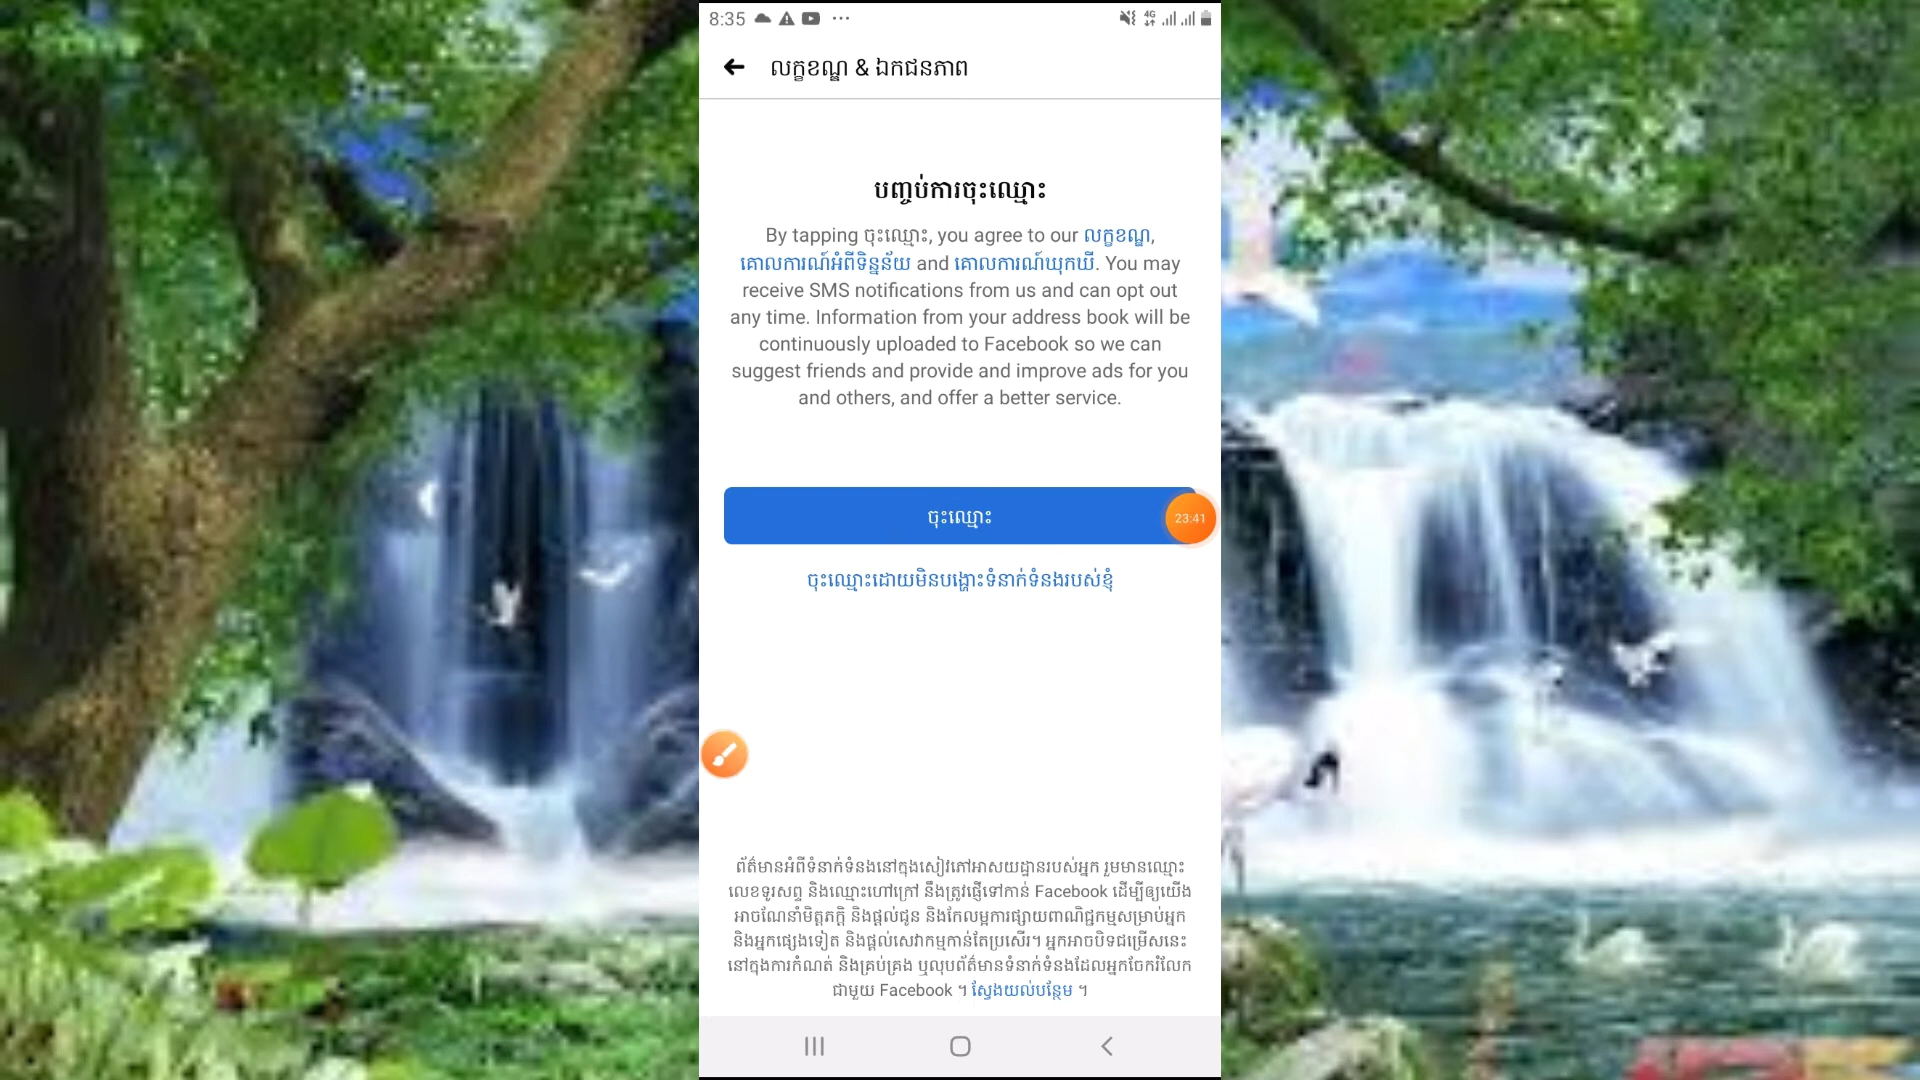 8:35
4G
លក្ខខណ្ឌ & ឯកជនភាព
បញ្ចប់ការចុះឈ្មោះ
By tapping ចុះឈ្មោះ, you agree to our លក្ខខណ្ឌ,
គោលការណ៍អំពីទិន្នន័យ and គោលការណ៍ឃុកឃី. You may
receive SMS notifications from us and can opt out
any time. Information from your address book will be
continuously uploaded to Facebook so we can
suggest friends and provide and improve ads for you
and others, and offer a better service.
ចុះឈ្មោះ
23:41
ចុះឈ្មោះដោយមិនបង្ហោះទំនាក់ទំនងរបស់ខ្ញុំ
ព័ត៌មានអំពីទំនាក់ទំនងនៅក្នុងសៀវភៅអាសយដ្ឋានរបស់អ្នក រួមមានឈ្មោះ
លេខទូរសព្ទ និងឈ្មោះហៅក្រៅ នឹងត្រូវផ្ញើទៅកាន់ Facebook ដើម្បីឲ្យយើង
អាចណែនាំមិត្តភក្តិ និងផ្តល់ជូន និងកែលម្អការផ្សាយពាណិជ្ជកម្មសម្រាប់អ្នក
និងអ្នកផ្សេងទៀត និងផ្តល់សេវាកម្មកាន់តែប្រសើរ។ អ្នកអាចបិទជម្រើសនេះ
នៅក្នុងការកំណត់ និងគ្រប់គ្រង ឬលុបព័ត៌មានទំនាក់ទំនងដែលអ្នកចែករំលែក
ជាមួយ Facebook ។ ស្វែងយល់បន្ថែម ។